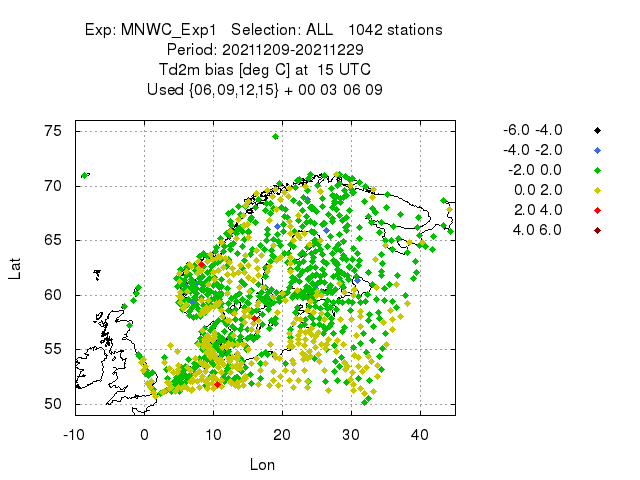 Exp: MNWC_Exp1   Selection: ALL   1042 stations
Period: 20211209-20211229
Td2m bias [deg C] at  15 UTC
Used {06,09,12,15} + 00 03 06 09
75
70
65
60
55
50
Lat
-10 0 10 20 30 40
Lon
-6.0 -4.0
-4.0 -2.0
-2.0 0.0
0.0 2.0
2.0 4.0
4.0 6.0